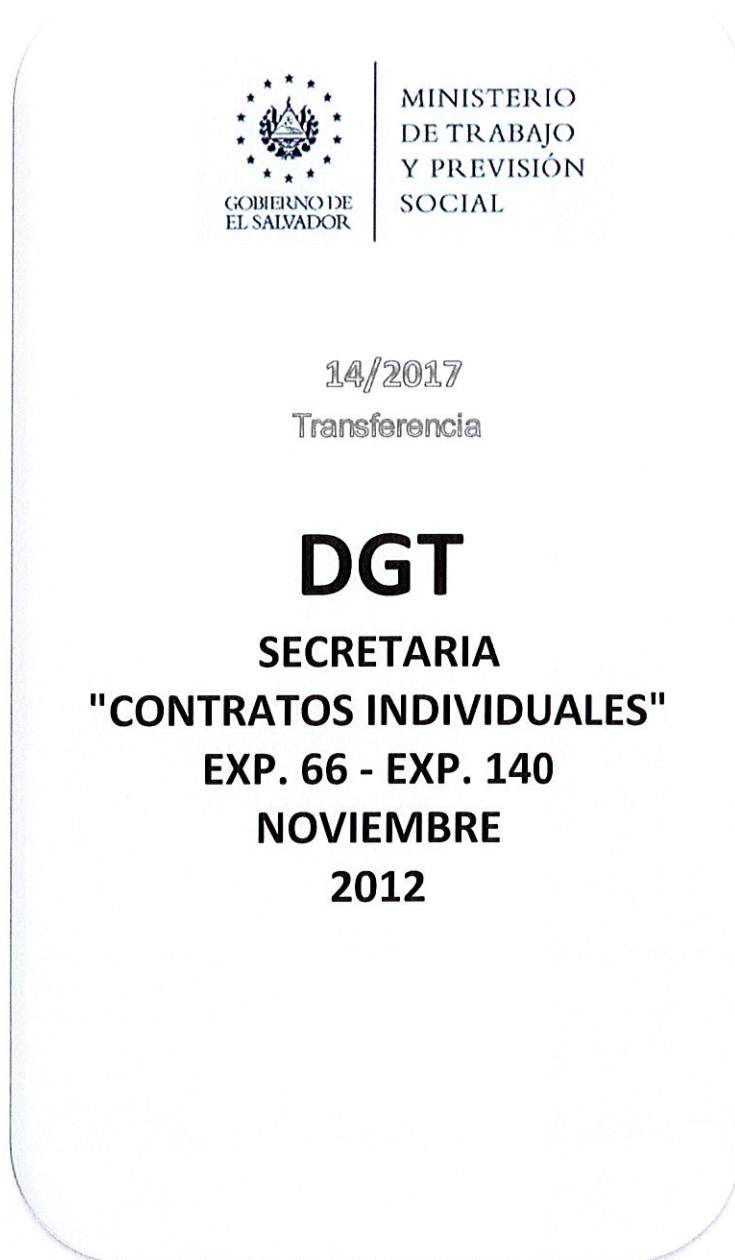 GOBIERNO DE
EL SALVADOR
MINISTERIO
DE TRABAJO
Y PREVISIÓN
SOCIAL
14/2017
Transferencia
DGT
SECRETARIA
"CONTRATOS INDIVIDUALES"
EXP. 66 - EXP. 140
NOVIEMBRE
2012